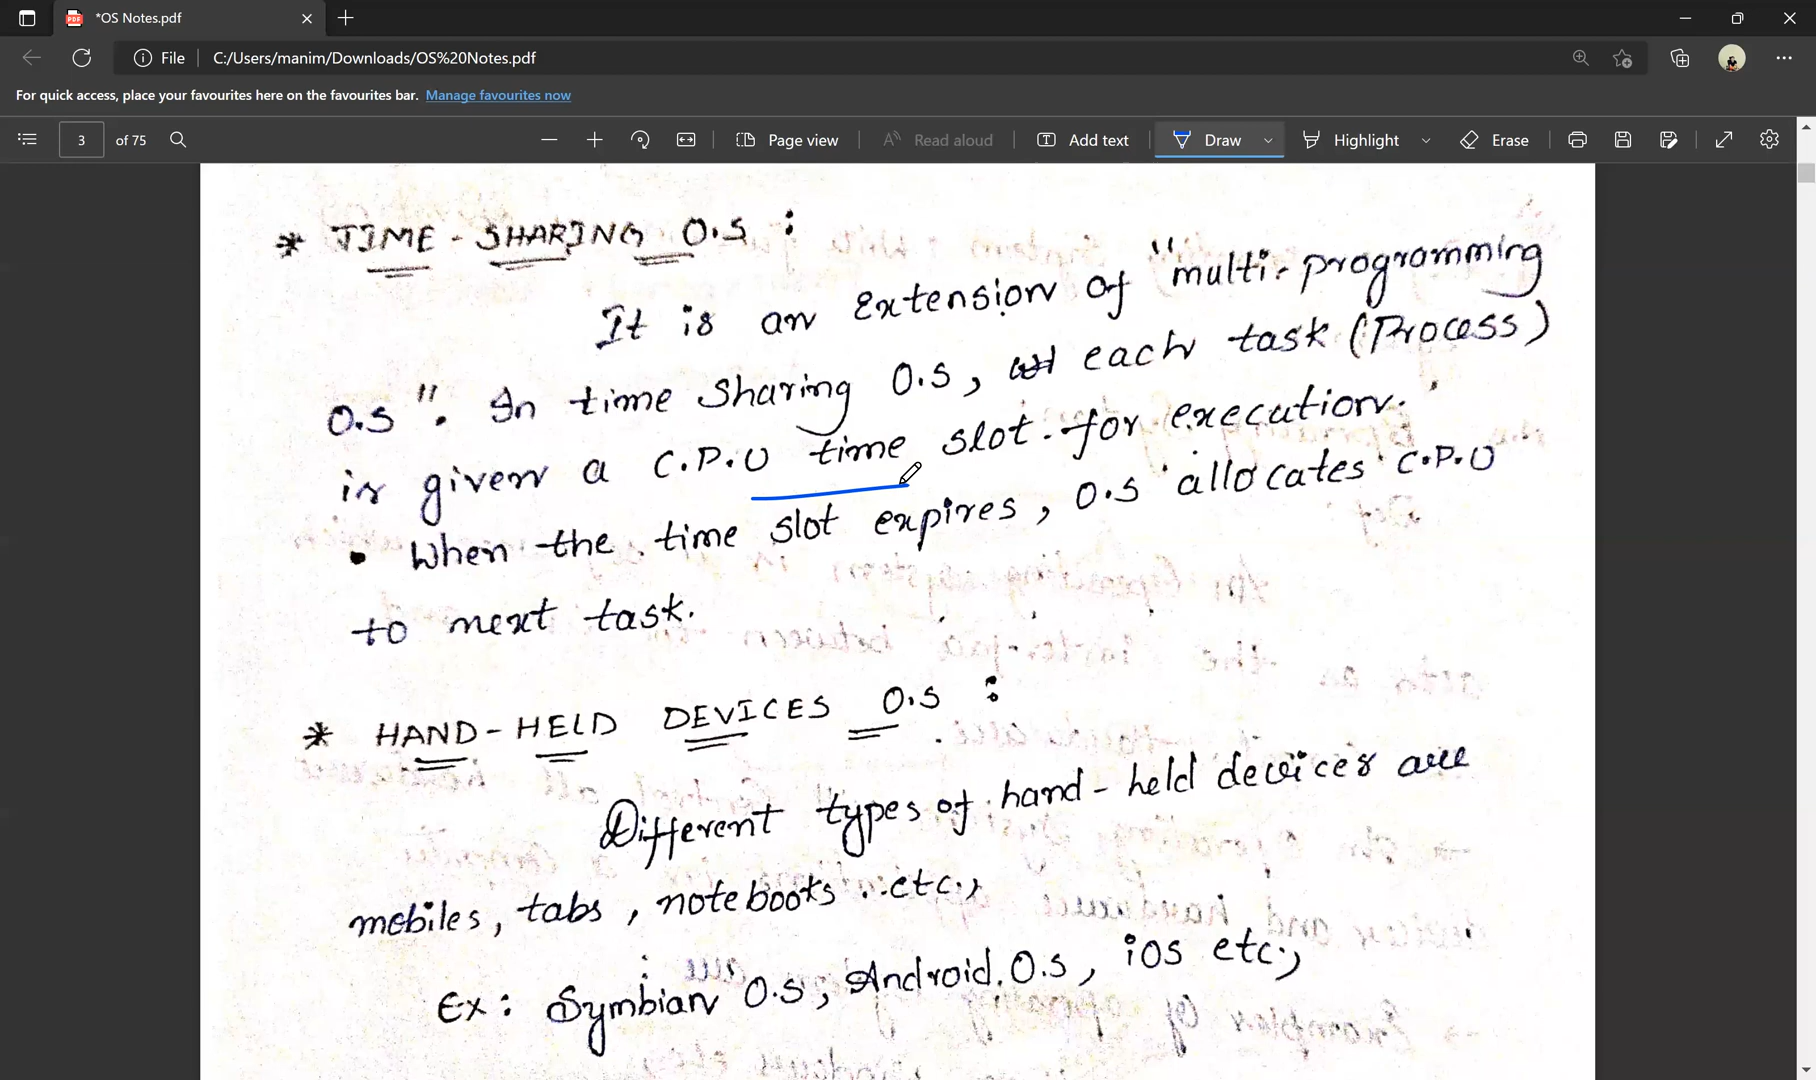 *OS Notes.pdf
File C:/Users/manim/Downloads/OS%20Notes.pdf
For quick access, place your favourites here on the favourites bar. Manage favourites now
3 of 75 Page view Read aloud Add text Draw Highlight Erase
* TIME-SHARING O.S :
It is an extension of "multi-programming
O.S". In time sharing O.S, each task (Process)
is given a C.P.U time slot for execution.
• When the time slot expires, O.S allocates C.P.U
to next task.
* HAND-HELD DEVICES O.S :
Different types of hand-held devices are
mobiles, tabs, notebooks ..etc.,
Ex: Symbian O.S, Android.O.S, iOS etc.,